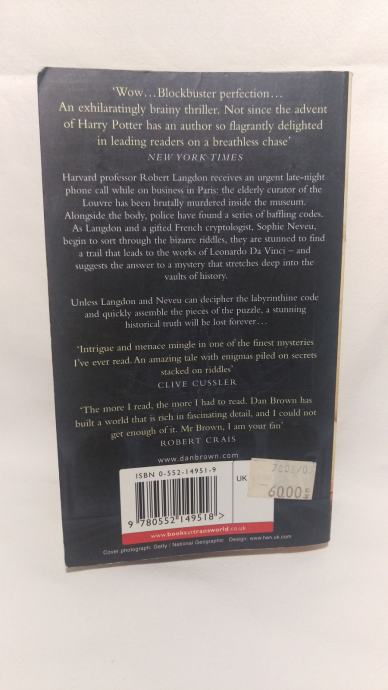 ‘Wow...Blockbuster perfection...
An exhilaratingly brainy thriller. Not since the advent
of Harry Potter has an author so flagrantly delighted
in leading readers on a breathless chase’
NEW YORK TIMES
Harvard professor Robert Langdon receives an urgent late-night
phone call while on business in Paris: the elderly curator of the
Louvre has been brutally murdered inside the museum.
Alongside the body, police have found a series of baffling codes.
As Langdon and a gifted French cryptologist, Sophie Neveu,
begin to sort through the bizarre riddles, they are stunned to find
a trail that leads to the works of Leonardo Da Vinci – and
suggests the answer to a mystery that stretches deep into the
vaults of history.
Unless Langdon and Neveu can decipher the labyrinthine code
and quickly assemble the pieces of the puzzle, a stunning
historical truth will be lost forever...
‘Intrigue and menace mingle in one of the finest mysteries
I've ever read. An amazing tale with enigmas piled on secrets
stacked on riddles’
CLIVE CUSSLER
‘The more I read, the more I had to read. Dan Brown has
built a world that is rich in fascinating detail, and I could not
get enough of it. Mr Brown, I am your fan’
ROBERT CRAIS
www.danbrown.com
ISBN 0-552-14951-9
UK
6000
9 780552 149518 >
www.booksattransworld.co.uk
Cover photograph: Getty / National Geographic Design: www.hen.uk.com